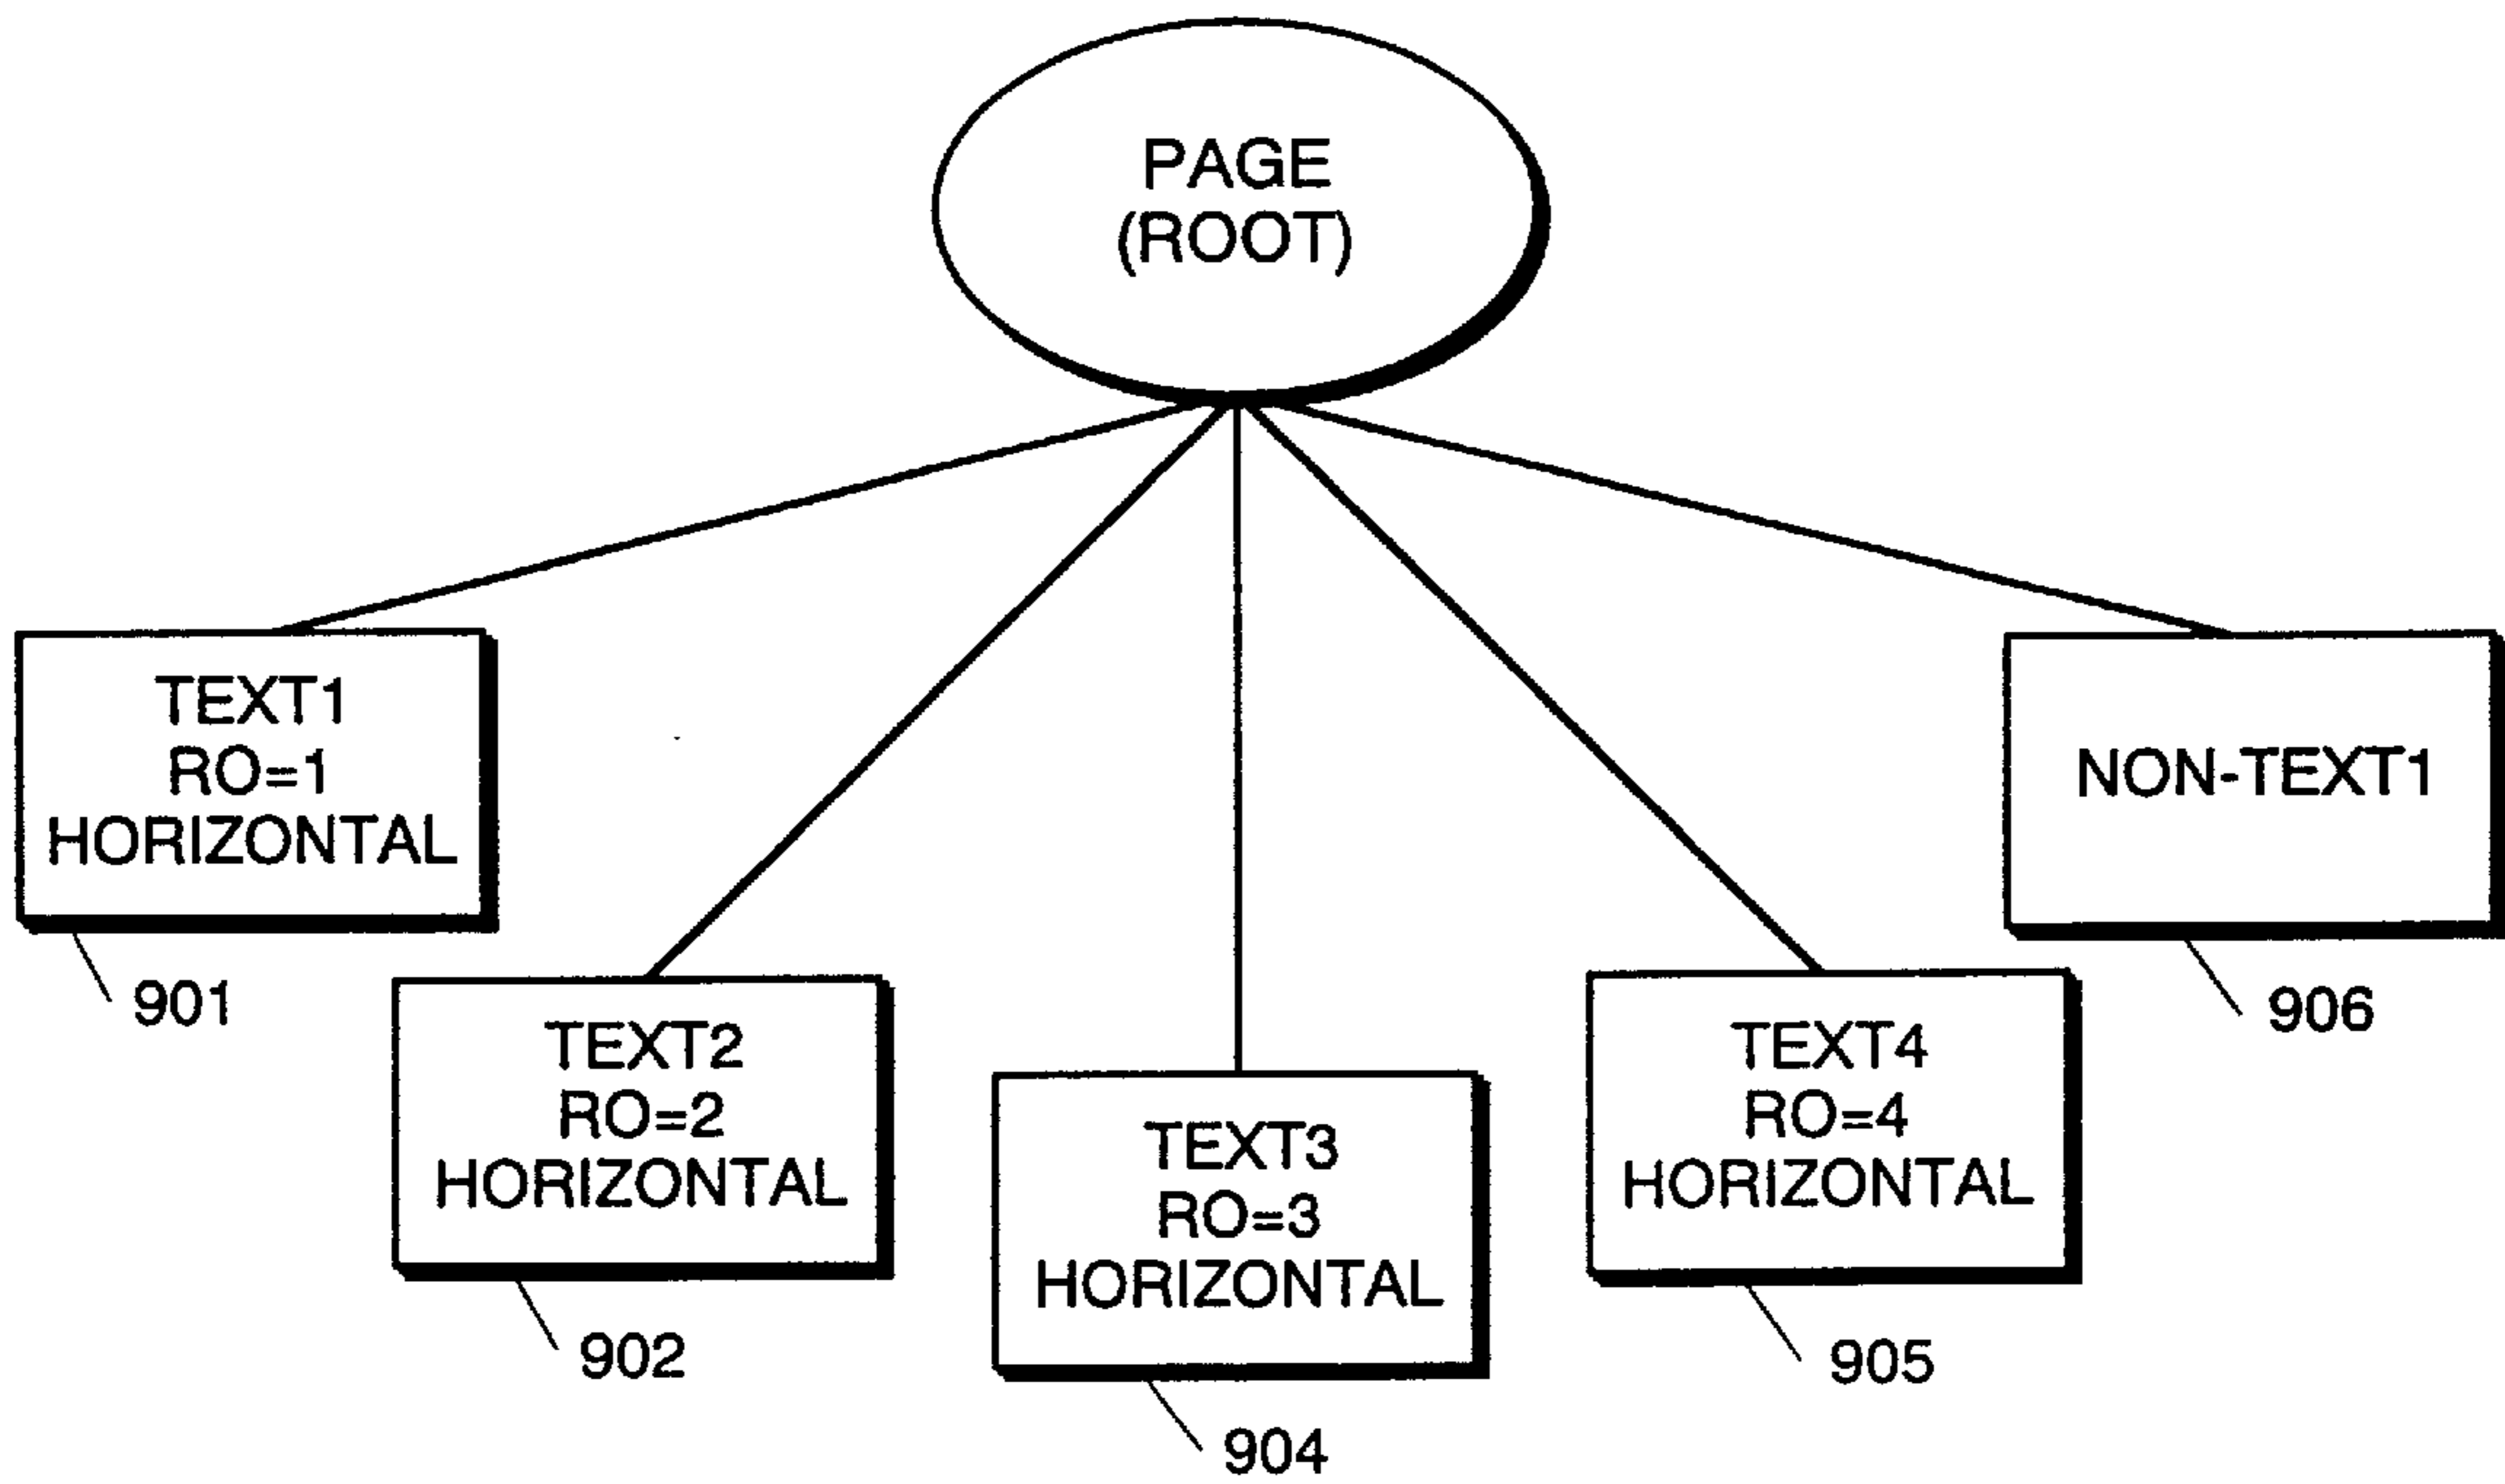 PAGE
(ROOT)
TEXT1
RO=1
HORIZONTAL
901
TEXT2
RO=2
HORIZONTAL
902
TEXT3
RO=3
HORIZONTAL
904
TEXT4
RO=4
HORIZONTAL
905
NON-TEXT1
906